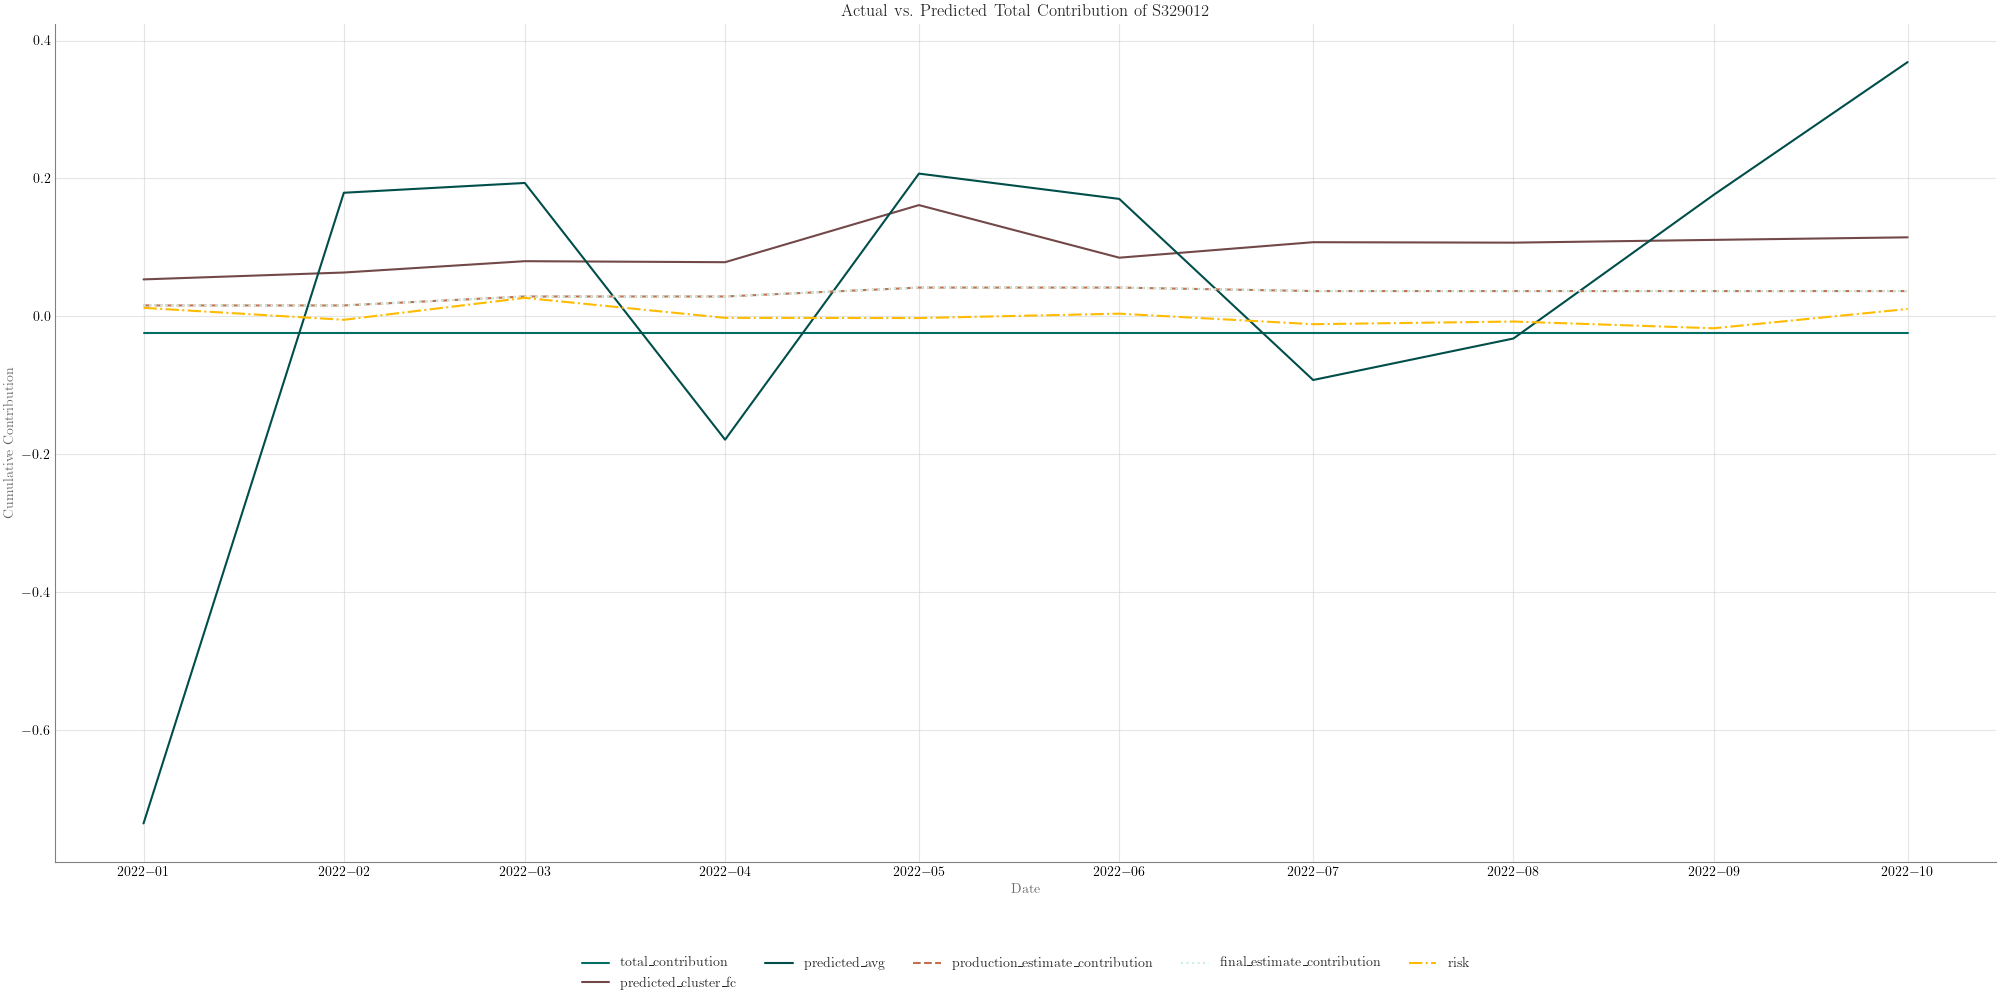 Actual vs. Predicted Total Contribution of S329012
Cumulative Contribution
0.4
0.2
0.0
−0.2
−0.4
−0.6
2022−01 2022−02 2022−03 2022−04 2022−05 2022−06 2022−07 2022−08 2022−09 2022−10
Date
total_contribution predicted_avg production_estimate_contribution final_estimate_contribution risk
predicted_cluster_fc